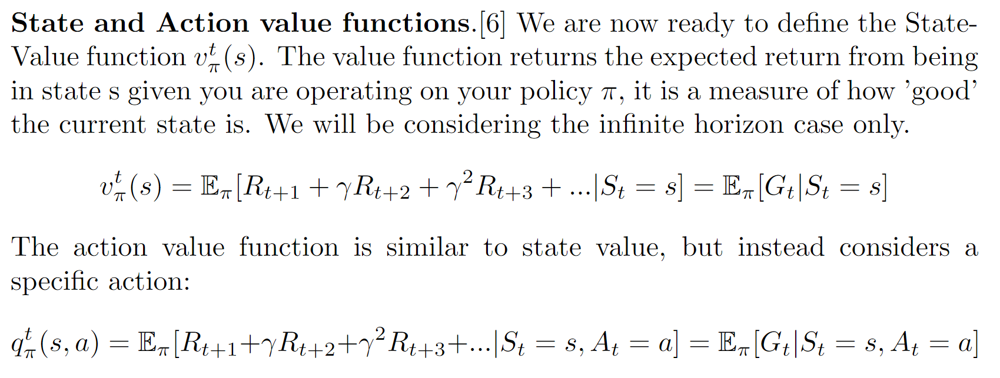 State and Action value functions.[6] We are now ready to define the State-
Value function $v_{\pi}^{t}(s)$. The value function returns the expected return from being
in state s given you are operating on your policy $\pi$, it is a measure of how ’good’
the current state is. We will be considering the infinite horizon case only.
$v_{\pi}^{t}(s) = \mathbb{E}_{\pi}[R_{t+1} + \gamma R_{t+2} + \gamma^2 R_{t+3} + ...|S_t = s] = \mathbb{E}_{\pi}[G_t|S_t = s]$
The action value function is similar to state value, but instead considers a
specific action:
$q_{\pi}^{t}(s, a) = \mathbb{E}_{\pi}[R_{t+1}+\gamma R_{t+2}+\gamma^2 R_{t+3}+...|S_t = s, A_t = a] = \mathbb{E}_{\pi}[G_t|S_t = s, A_t = a]$